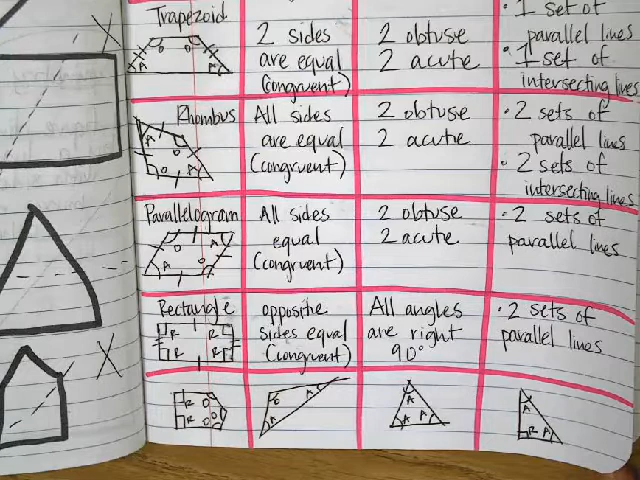 Trapezoid
O O
A A
2 sides
are equal
(congruent)
2 obtuse
2 acute
• 1 set of
parallel lines
• 1 set of
intersecting lines
Rhombus
A O
O A
All sides
are equal
(congruent)
2 obtuse
2 acute
• 2 sets of
parallel lines
• 2 sets of
intersecting lines
Parallelogram
O A
A O
All sides
equal
(congruent)
2 obtuse
2 acute
• 2 sets of
parallel lines
Rectangle
R R
R R
opposite
sides equal
(congruent)
All angles
are right
90°
• 2 sets of
parallel lines
R O
O
R O
O A
A
A
A A
A
R A